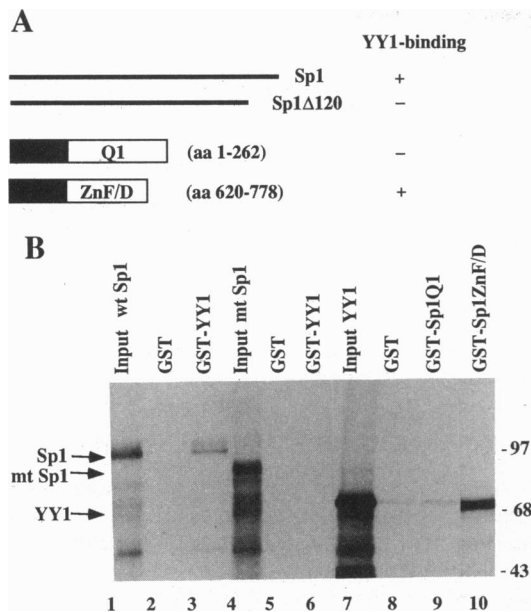 A
YY1-binding
Sp1 +
Sp1Δ120 −
Q1 (aa 1-262) −
ZnF/D (aa 620-778) +
B
Input wt Sp1
GST
GST-YY1
Input mt Sp1
GST
GST-YY1
Input YY1
GST
GST-Sp1Q1
GST-Sp1ZnF/D
Sp1
mt Sp1
YY1
- 97
- 68
- 43
1 2 3 4 5 6 7 8 9 10